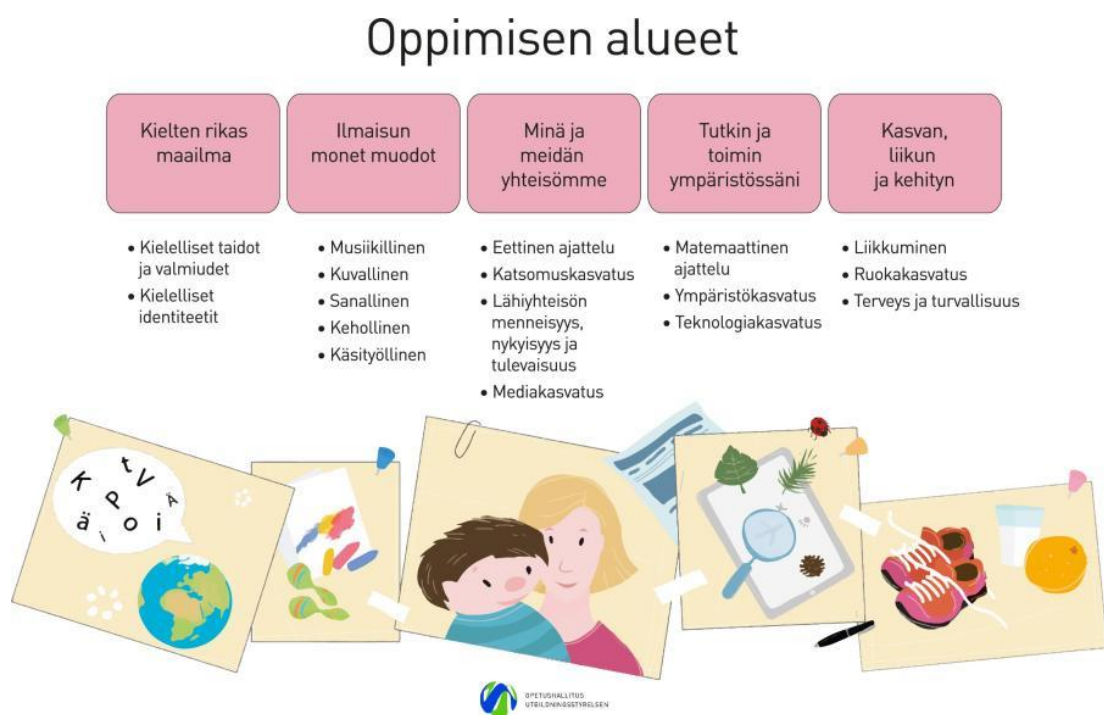 Oppimisen alueet
Kielten rikas
maailma
• Kielelliset taidot
ja valmiudet
• Kielelliset
identiteetit
Ilmaisun
monet muodot
• Musiikillinen
• Kuvallinen
• Sanallinen
• Kehollinen
• Käsityöllinen
Minä ja
meidän
yhteisömme
• Eettinen ajattelu
• Katsomuskasvatus
• Lähiyhteisön
menneisyys,
nykyisyys ja
tulevaisuus
• Mediakasvatus
Tutkin ja
toimin
ympäristössäni
• Matemaattinen
ajattelu
• Ympäristökasvatus
• Teknologiakasvatus
Kasvan,
liikun
ja kehityn
• Liikkuminen
• Ruokakasvatus
• Terveys ja turvallisuus
K t V
P Ä
ä i o i
OPETUSHALLITUS
UTBILDNINGSSTYRELSEN